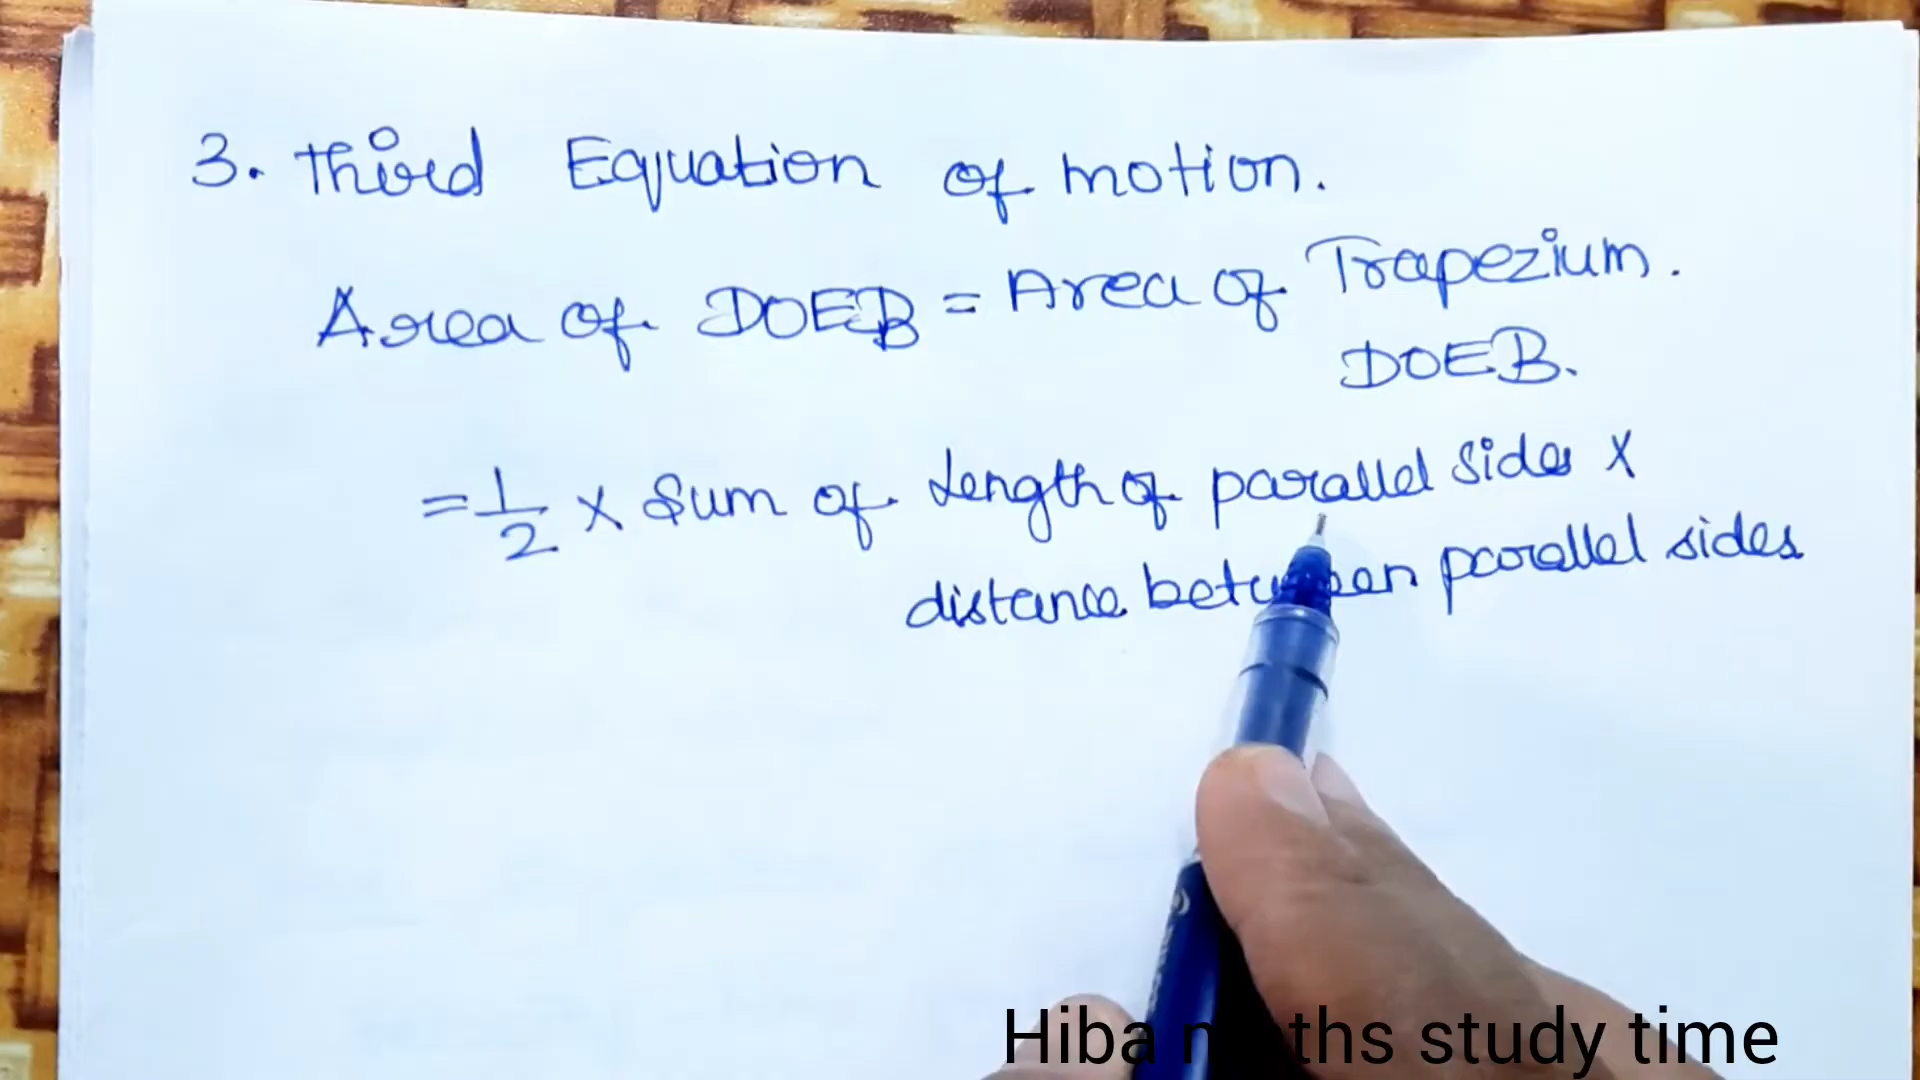 3. Third Equation of motion.
Area of DOEB = Area of Trapezium.
DOEB.
= 1/2 x Sum of Length of parallel sides x
distance between parallel sides
Hiba maths study time